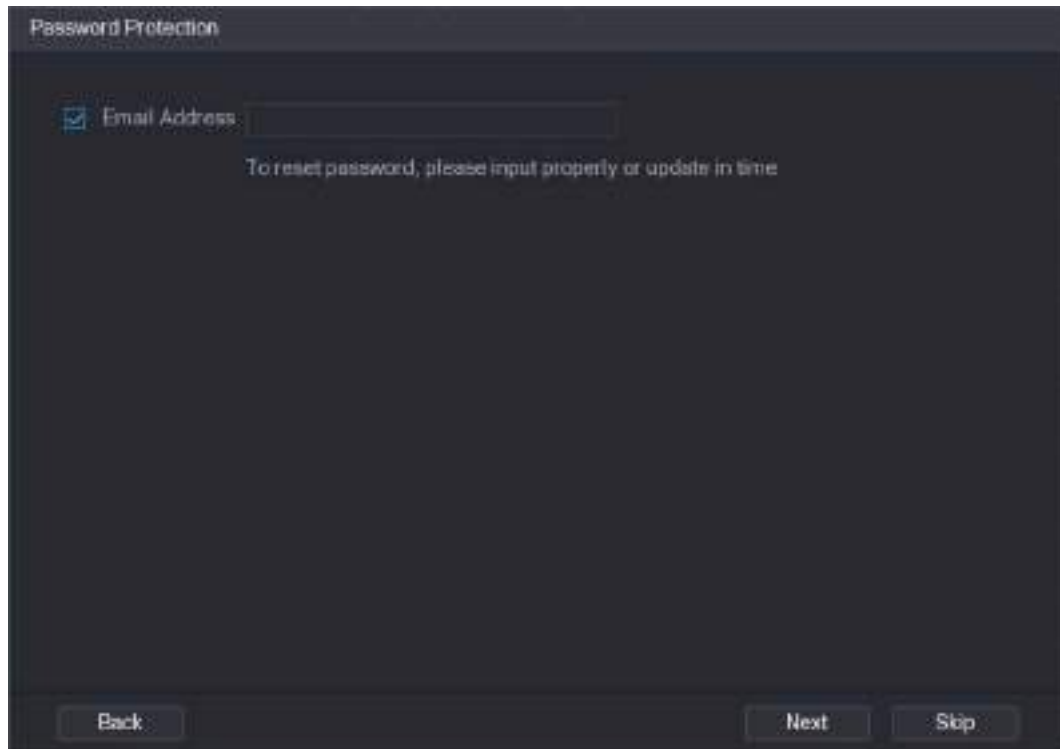 Password Protection
Email Address
To reset password, please input properly or update in time
Back Next Skip